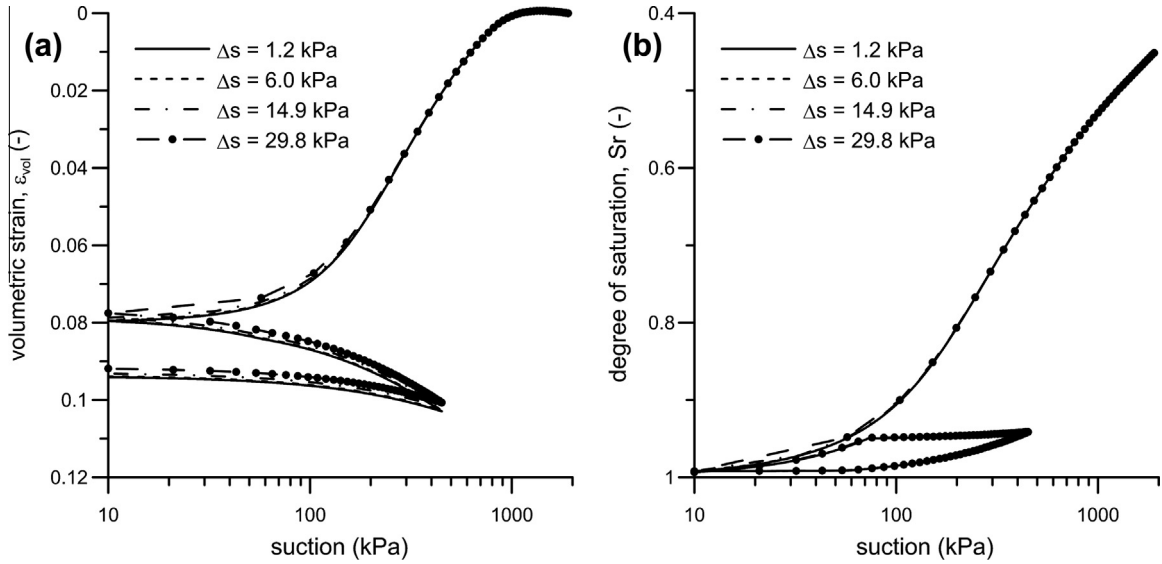 (a)
Δs = 1.2 kPa
Δs = 6.0 kPa
Δs = 14.9 kPa
Δs = 29.8 kPa
volumetric strain, εvol (-)
0
0.02
0.04
0.06
0.08
0.1
0.12
10
100
1000
suction (kPa)
(b)
Δs = 1.2 kPa
Δs = 6.0 kPa
Δs = 14.9 kPa
Δs = 29.8 kPa
degree of saturation, Sr (-)
0.4
0.6
0.8
1
10
100
1000
suction (kPa)